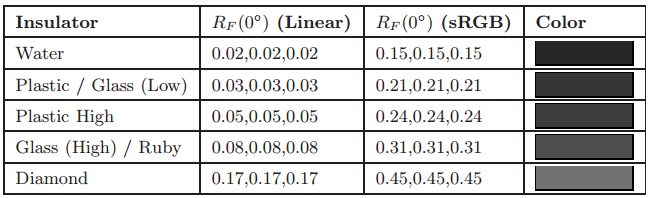 Insulator R_F(0°) (Linear) R_F(0°) (sRGB) Color
Water 0.02,0.02,0.02 0.15,0.15,0.15
Plastic / Glass (Low) 0.03,0.03,0.03 0.21,0.21,0.21
Plastic High 0.05,0.05,0.05 0.24,0.24,0.24
Glass (High) / Ruby 0.08,0.08,0.08 0.31,0.31,0.31
Diamond 0.17,0.17,0.17 0.45,0.45,0.45